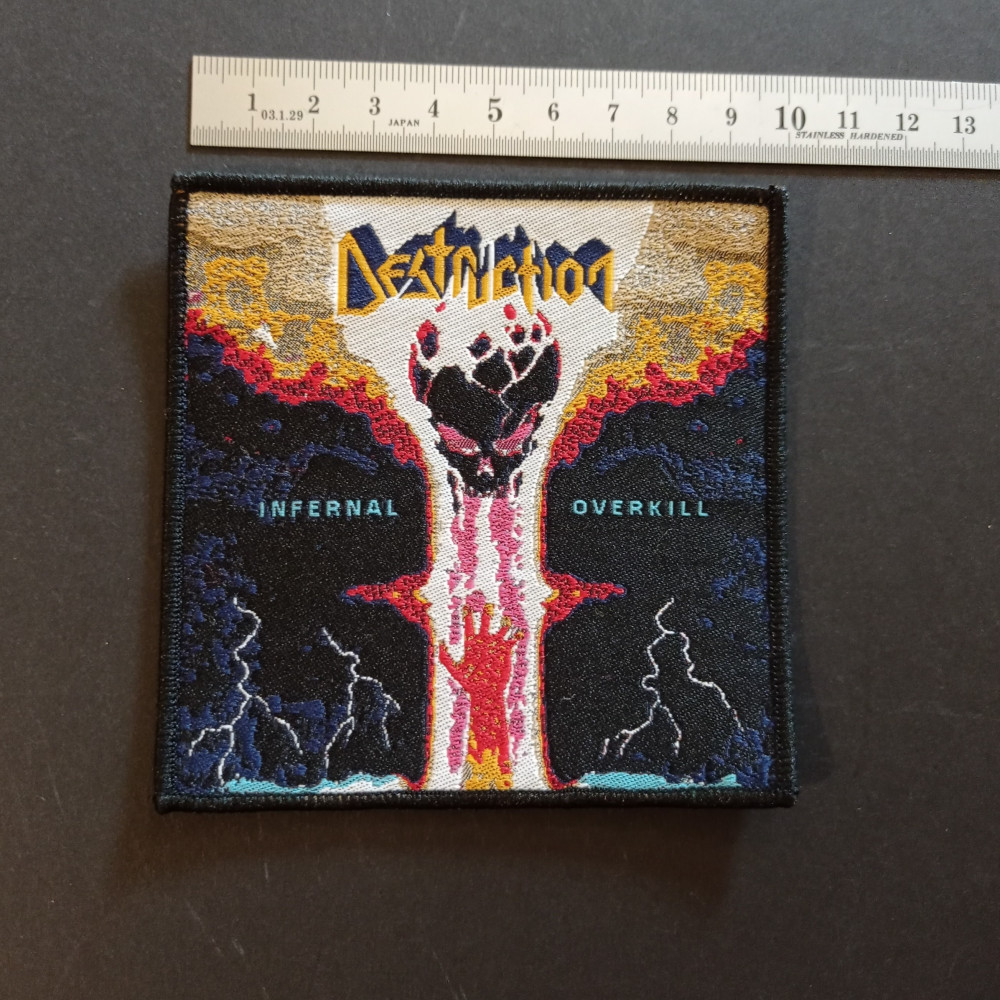 1 2 3 4 5 6 7 8 9 10 11 12 13
03.1.29 JAPAN STAINLESS HARDENED
DESTRUCTION
INFERNAL OVERKILL